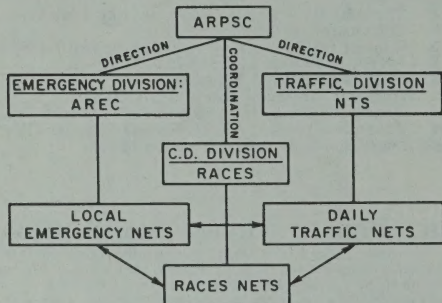 ARPSC
DIRECTION
COORDINATION
DIRECTION
EMERGENCY DIVISION:
AREC
TRAFFIC DIVISION
NTS
C.D. DIVISION
RACES
LOCAL
EMERGENCY NETS
DAILY
TRAFFIC NETS
RACES NETS